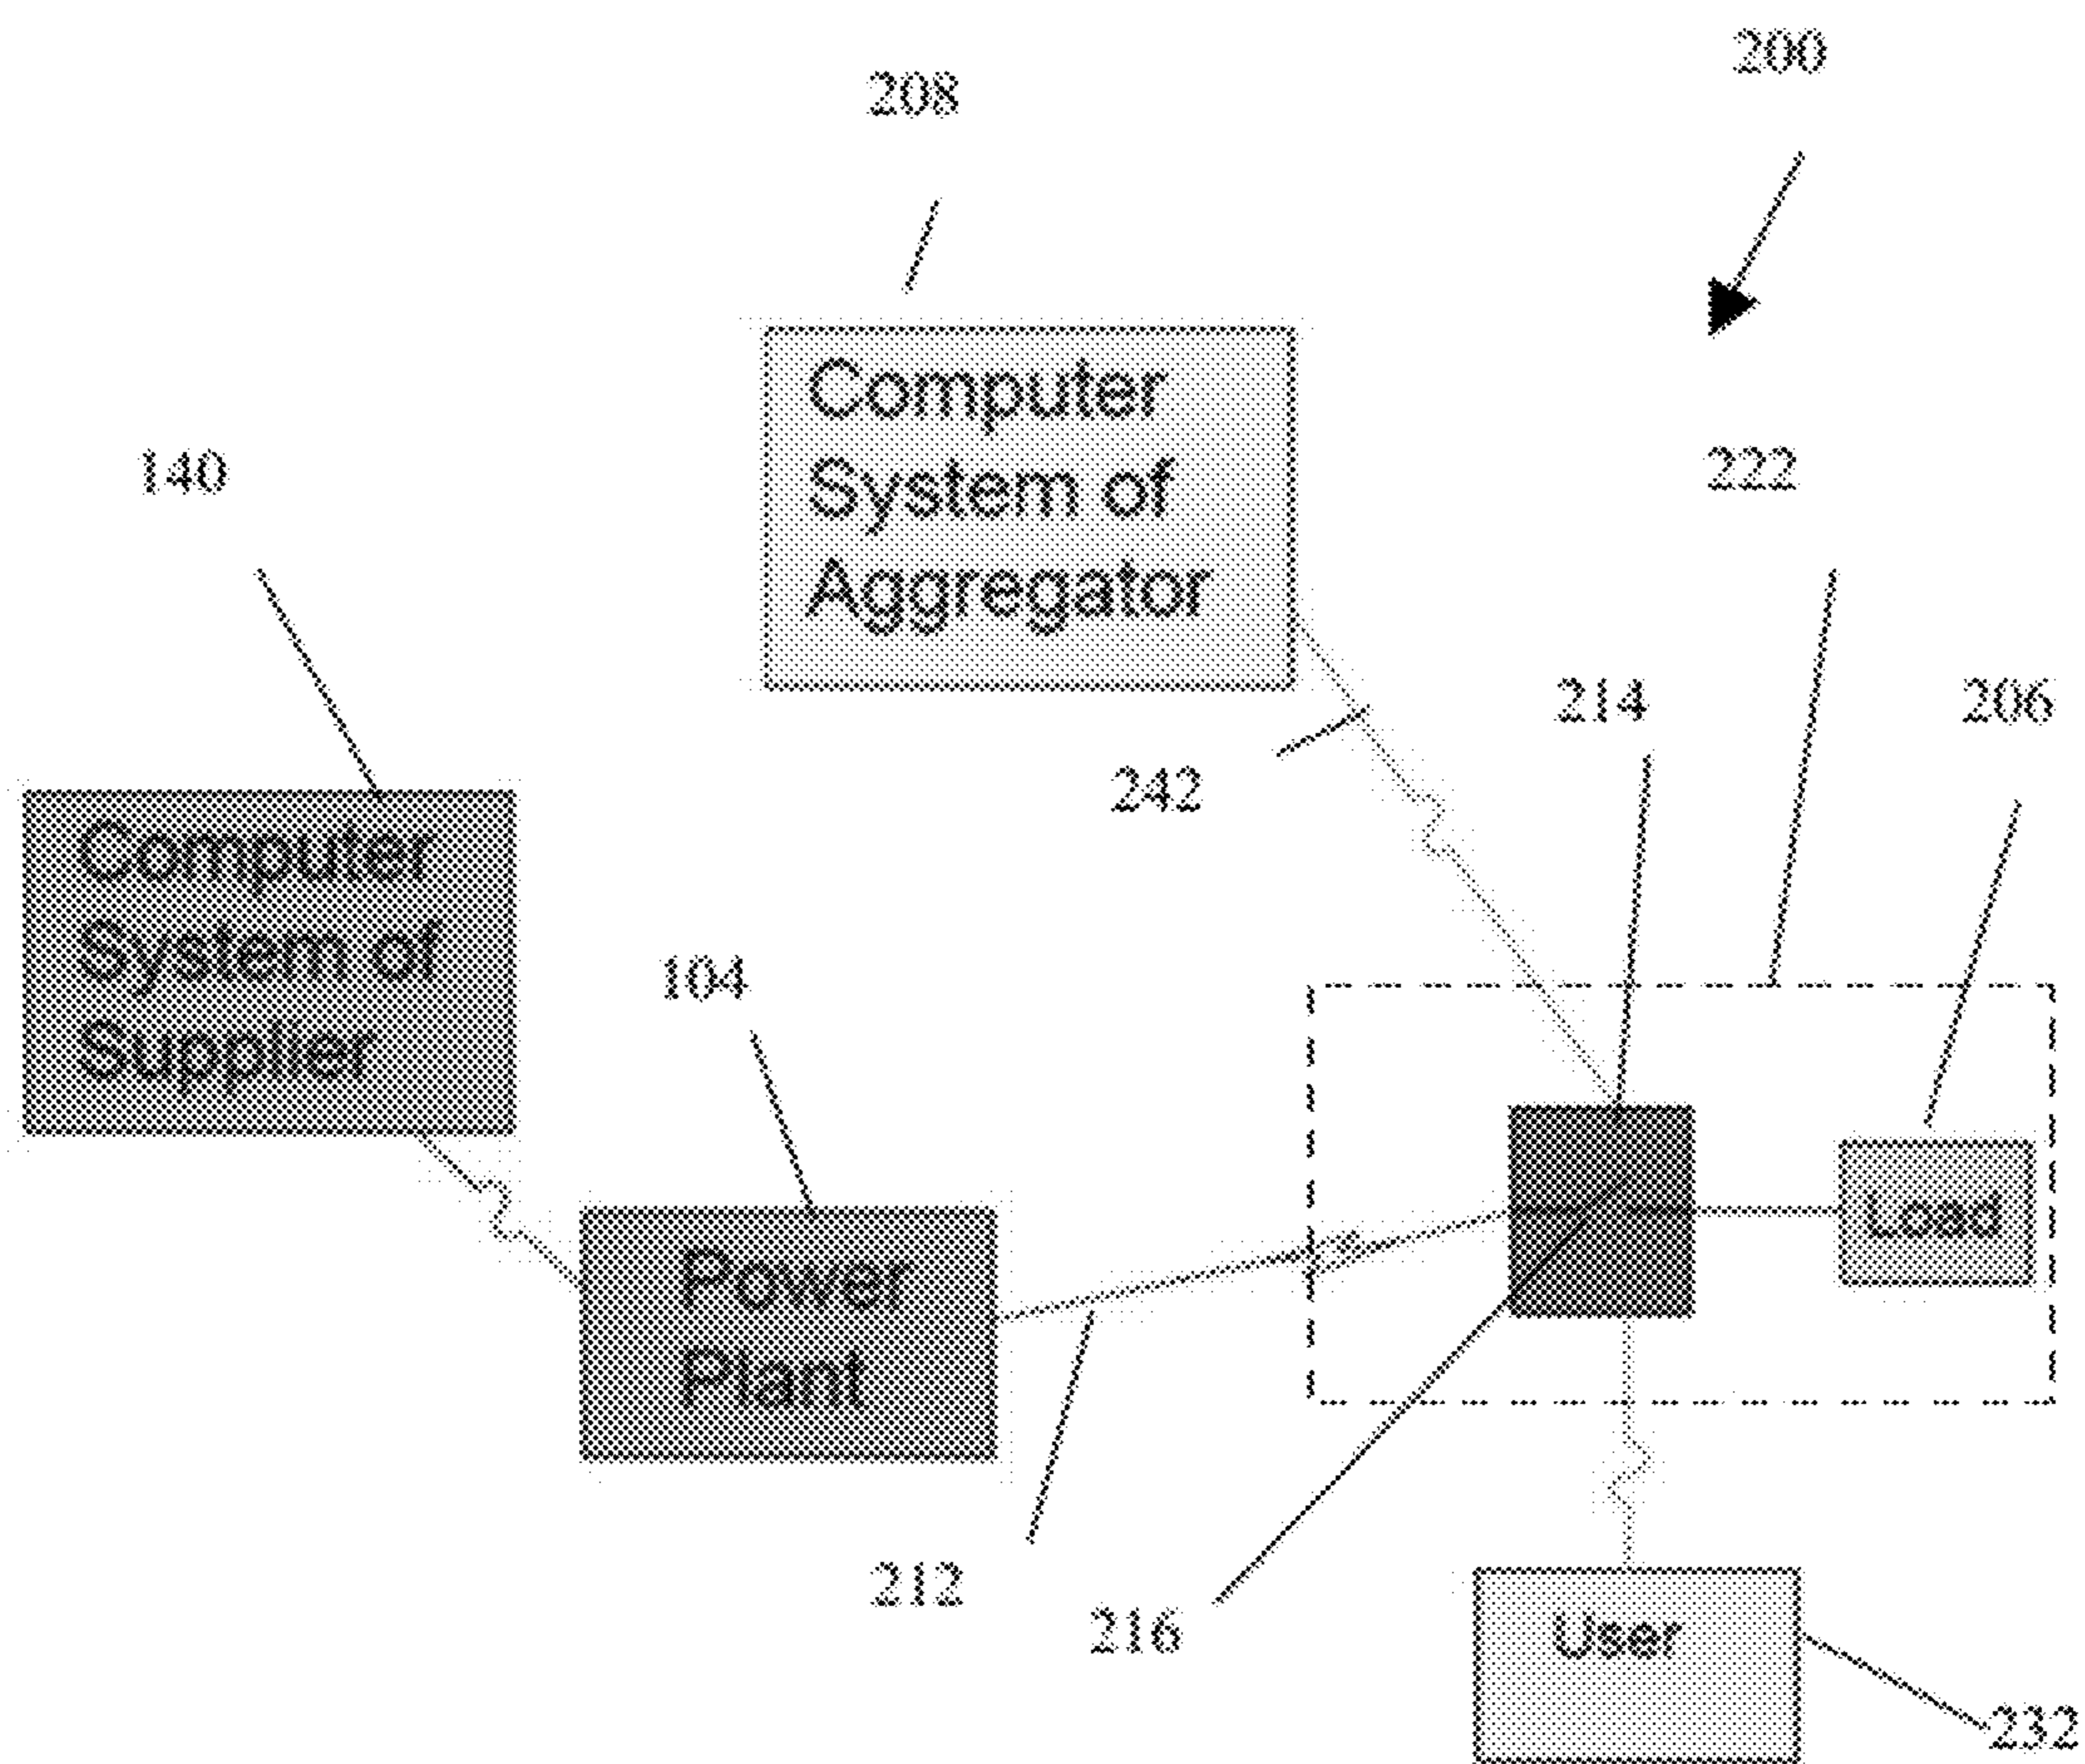 200
208
Computer
System of
Aggregator
140
222
214
206
242
Computer
System of
Supplier
104
Load
Power
Plant
212
216
User
232